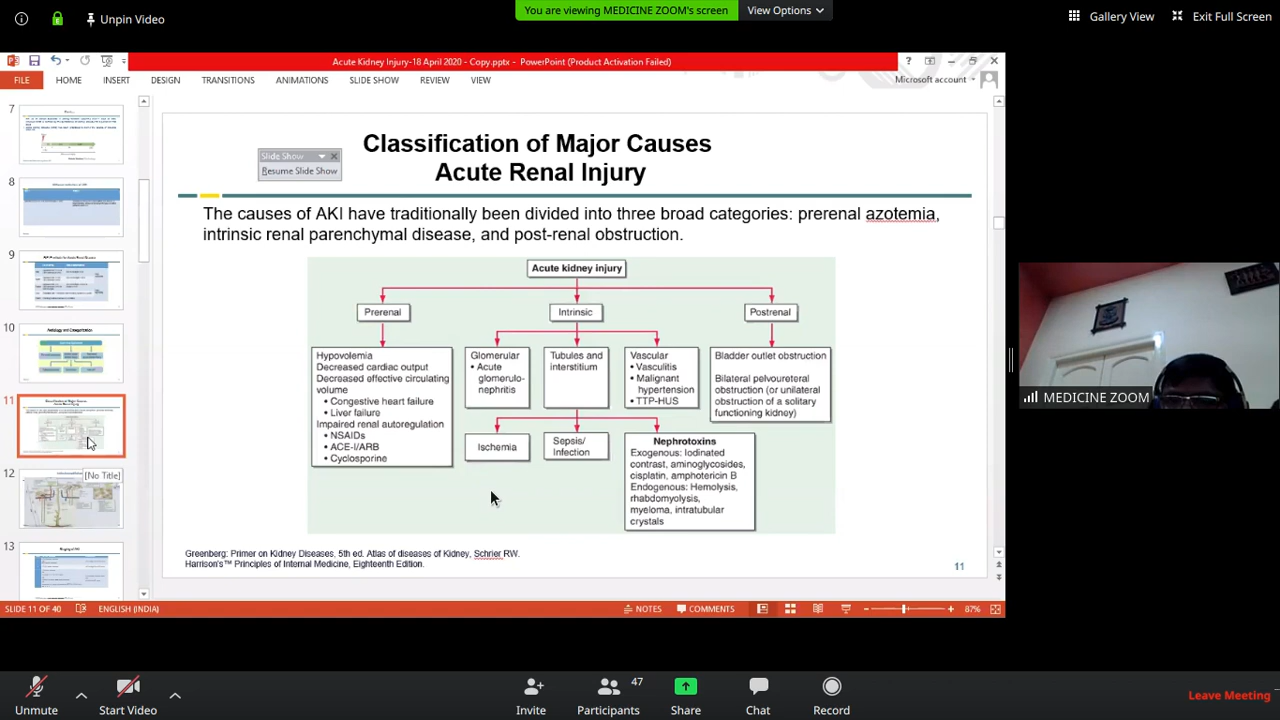 Unpin Video
You are viewing MEDICINE ZOOM's screen
View Options
Gallery View
Exit Full Screen
Acute Kidney Injury-18 April 2020 - Copy.pptx - PowerPoint (Product Activation Failed)
FILE HOME INSERT DESIGN TRANSITIONS ANIMATIONS SLIDE SHOW REVIEW VIEW
Microsoft account
7
8
9
10
11
12
[No Title]
13
Slide Show
Resume Slide Show
Classification of Major Causes
Acute Renal Injury
The causes of AKI have traditionally been divided into three broad categories: prerenal azotemia,
intrinsic renal parenchymal disease, and post-renal obstruction.
Acute kidney injury
Prerenal
Intrinsic
Postrenal
Hypovolemia
Decreased cardiac output
Decreased effective circulating
volume
• Congestive heart failure
• Liver failure
Impaired renal autoregulation
• NSAIDs
• ACE-I/ARB
• Cyclosporine
Glomerular
• Acute
glomerulo-
nephritis
Tubules and
interstitium
Vascular
• Vasculitis
• Malignant
hypertension
• TTP-HUS
Bladder outlet obstruction
Bilateral pelvoureteral
obstruction (or unilateral
obstruction of a solitary
functioning kidney)
Ischemia
Sepsis/
Infection
Nephrotoxins
Exogenous: Iodinated
contrast, aminoglycosides,
cisplatin, amphotericin B
Endogenous: Hemolysis,
rhabdomyolysis,
myeloma, intratubular
crystals
Greenberg: Primer on Kidney Diseases, 5th ed. Atlas of diseases of Kidney, Schrier RW.
Harrison's™ Principles of Internal Medicine, Eighteenth Edition.
11
MEDICINE ZOOM
SLIDE 11 OF 40
ENGLISH (INDIA)
NOTES
COMMENTS
87%
Unmute
Start Video
Invite
47
Participants
Share
Chat
Record
Leave Meeting